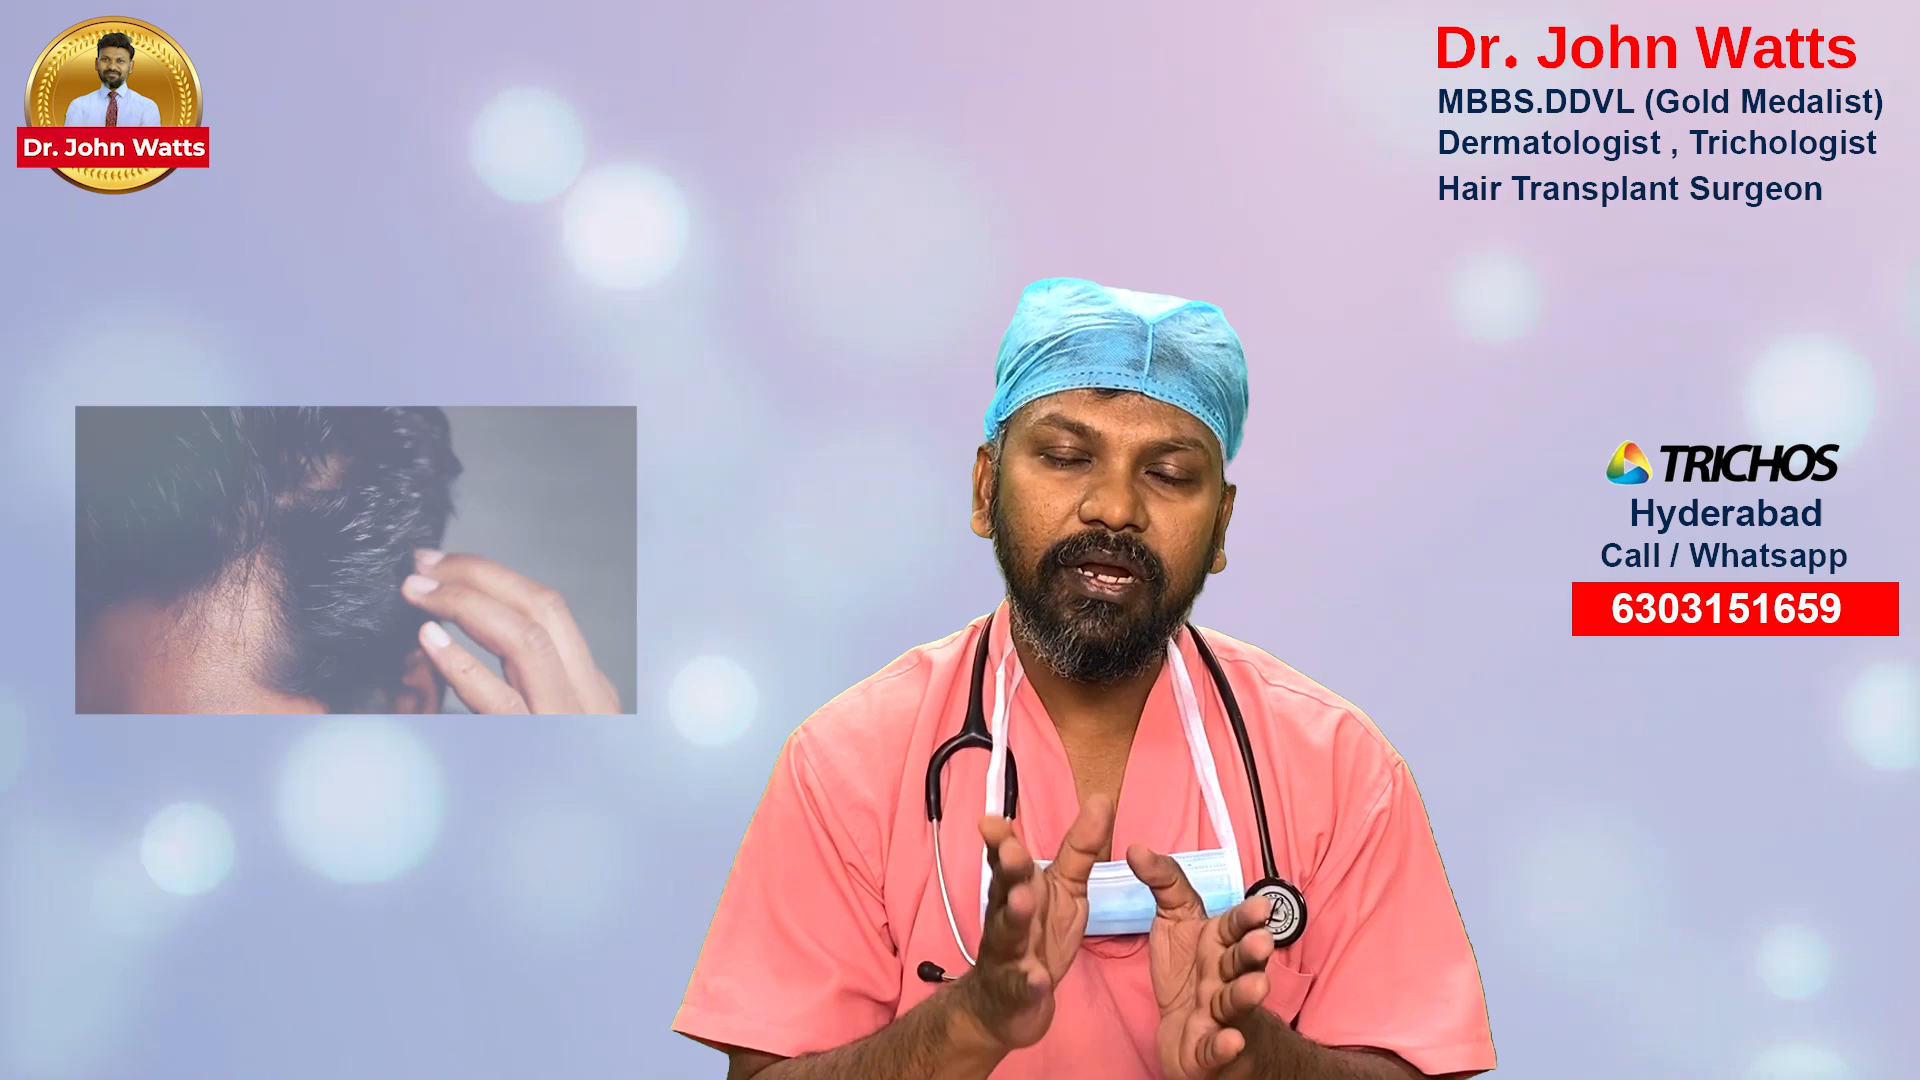 Dr. John Watts
Dr. John Watts
MBBS.DDVL (Gold Medalist)
Dermatologist , Trichologist
Hair Transplant Surgeon
TRICHOS
Hyderabad
Call / Whatsapp
6303151659